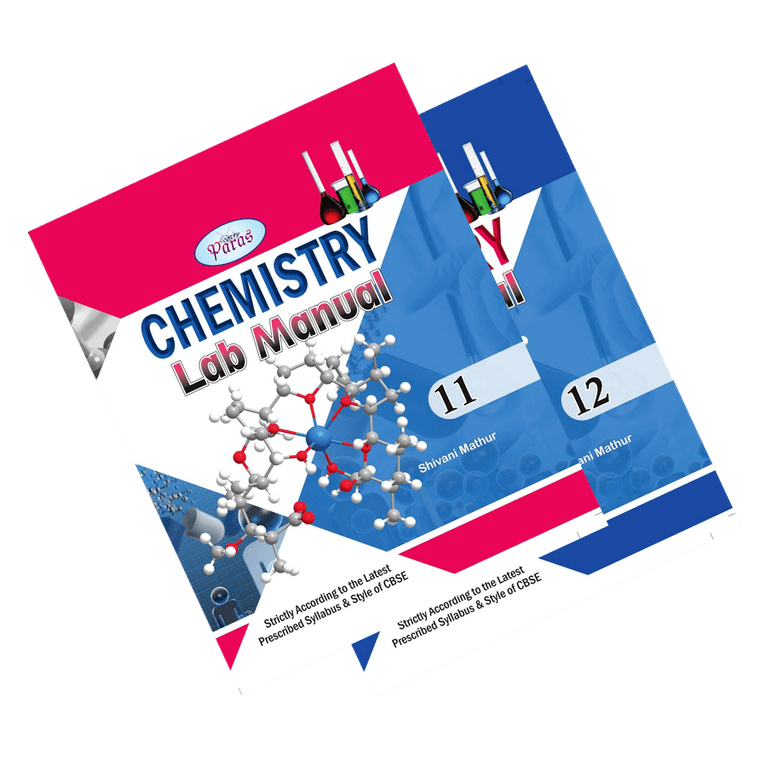 Paras
CHEMISTRY
Lab Manual
11
Shivani Mathur
Strictly According to the Latest
Prescribed Syllabus & Style of CBSE
12
Mathur
Strictly According to the Latest
Prescribed Syllabus & Style of CBSE